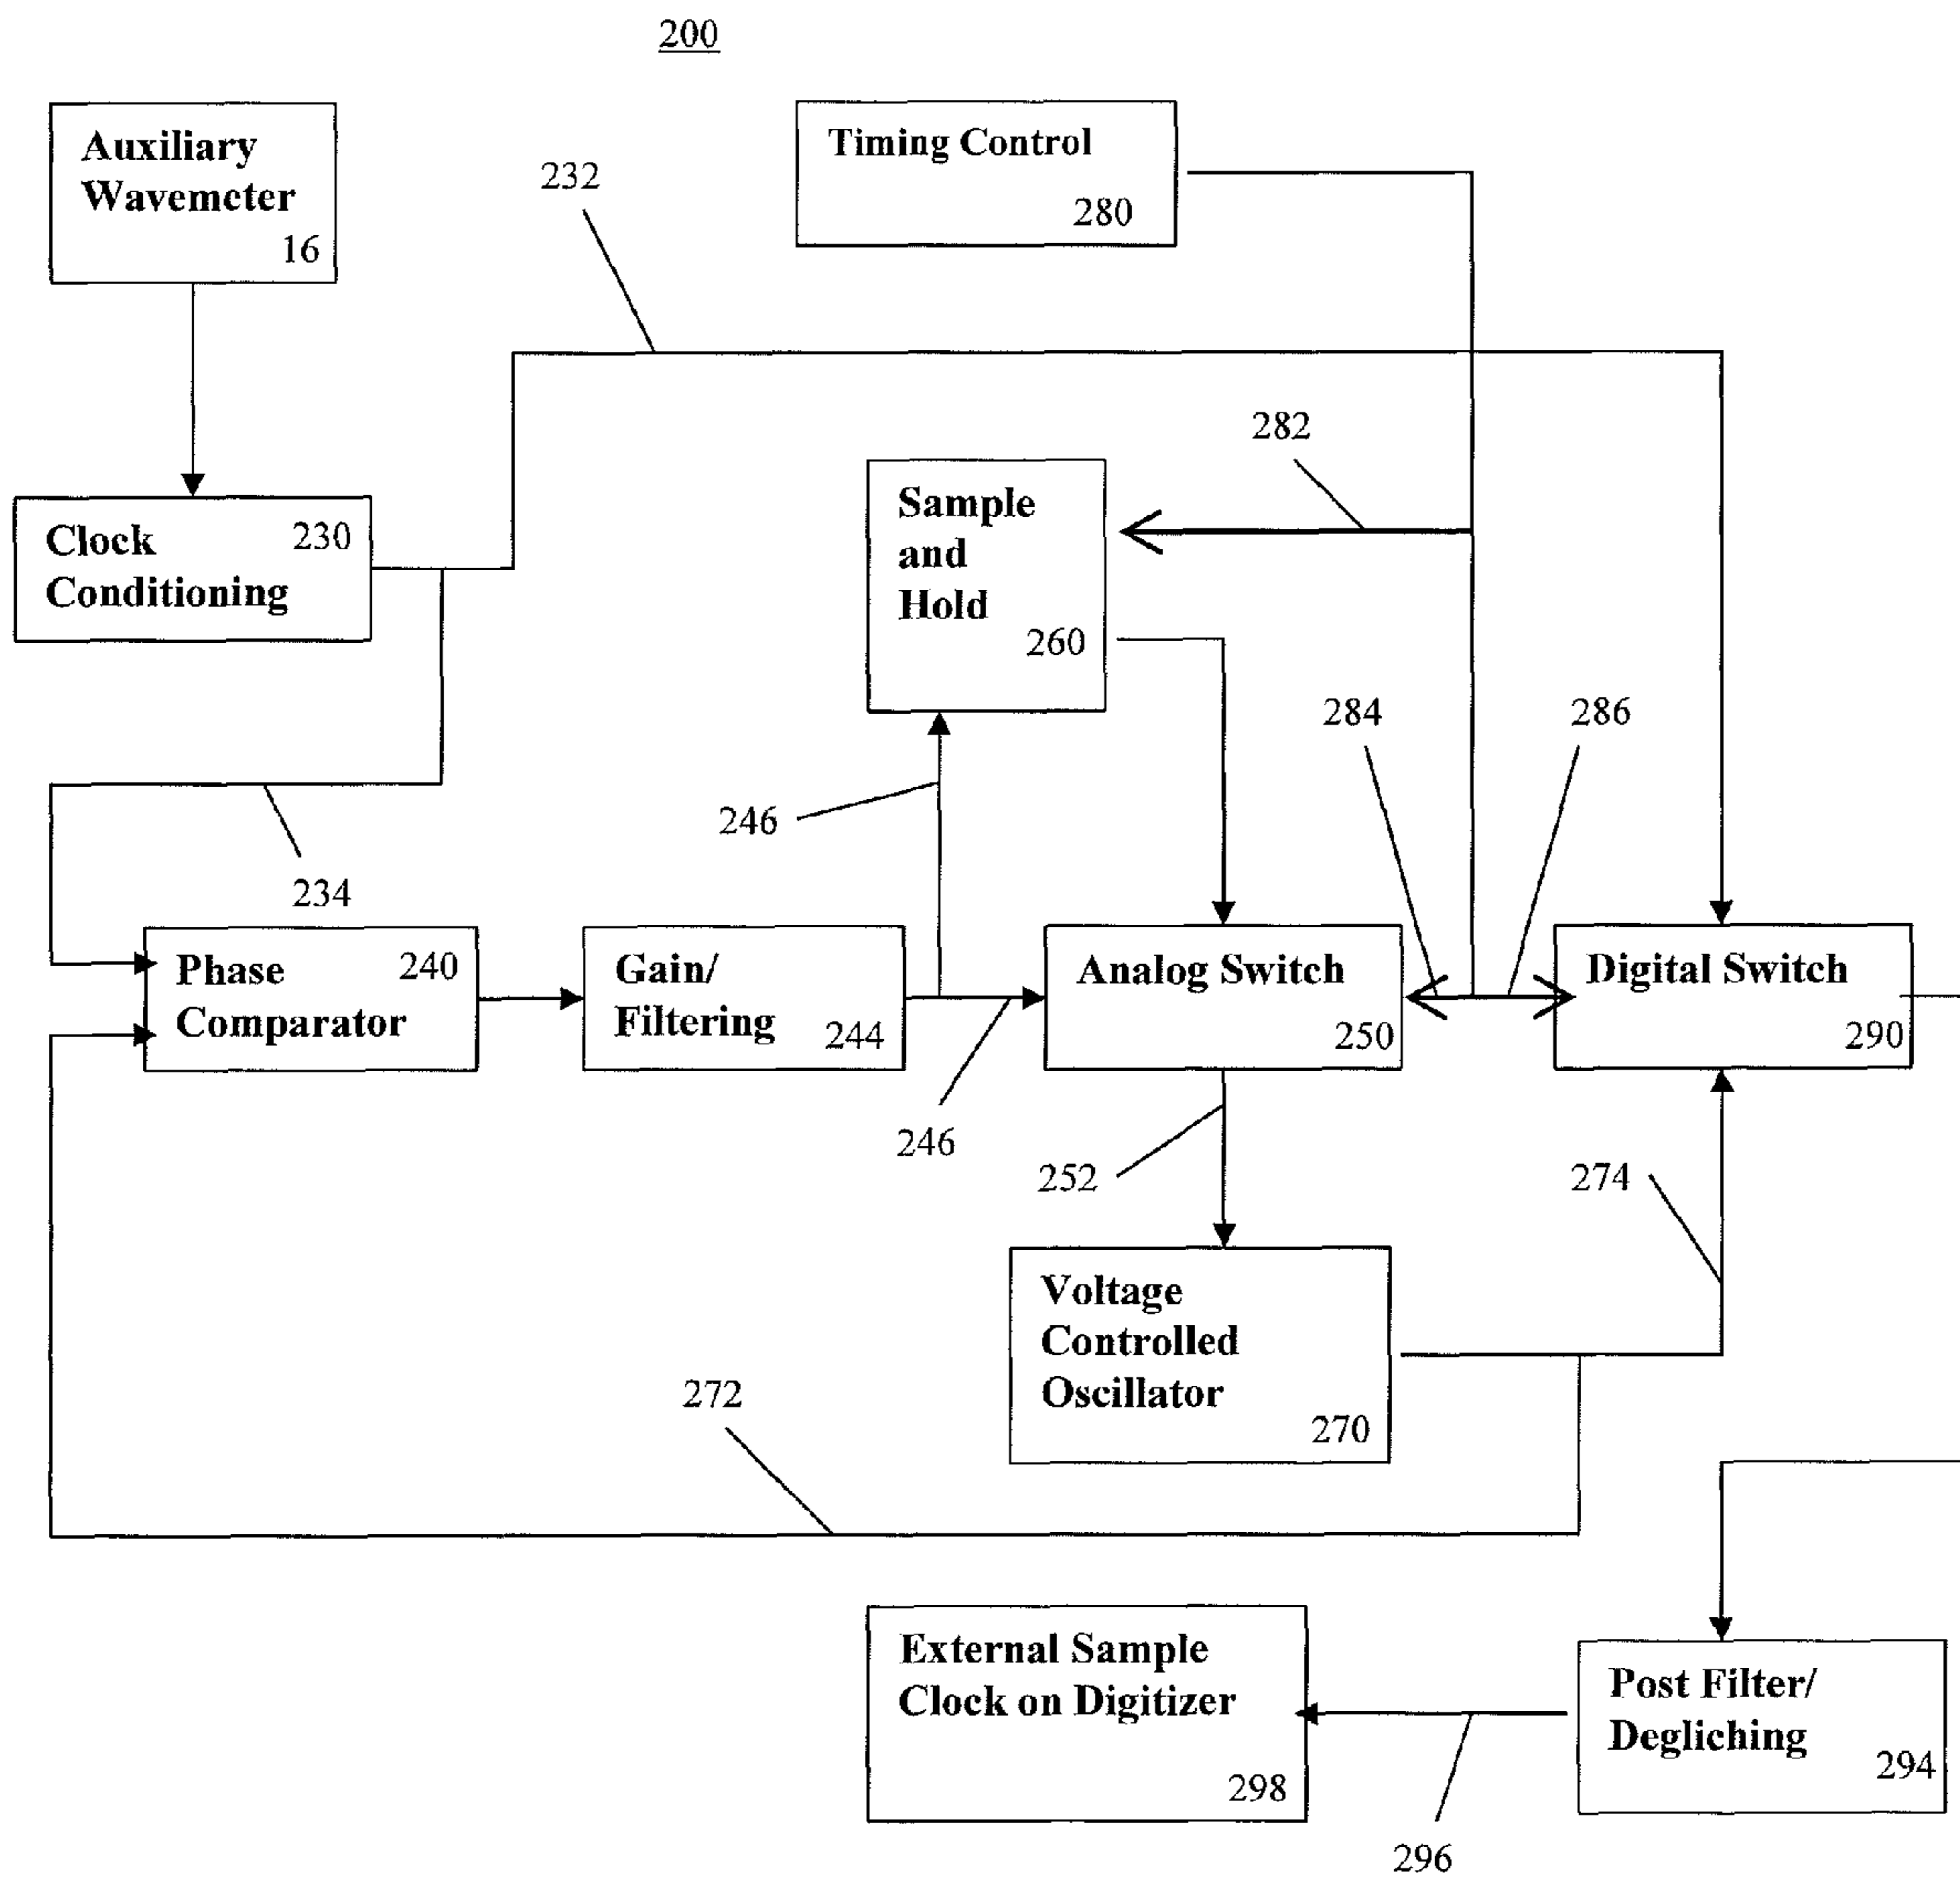 200
Auxiliary
Wavemeter
16
Timing Control
280
232
282
Clock
Conditioning
230
Sample
and
Hold
260
284
286
246
234
Phase
Comparator
240
Gain/
Filtering
244
Analog Switch
250
Digital Switch
290
246
252
274
Voltage
Controlled
Oscillator
270
272
External Sample
Clock on Digitizer
298
Post Filter/
Degliching
294
296